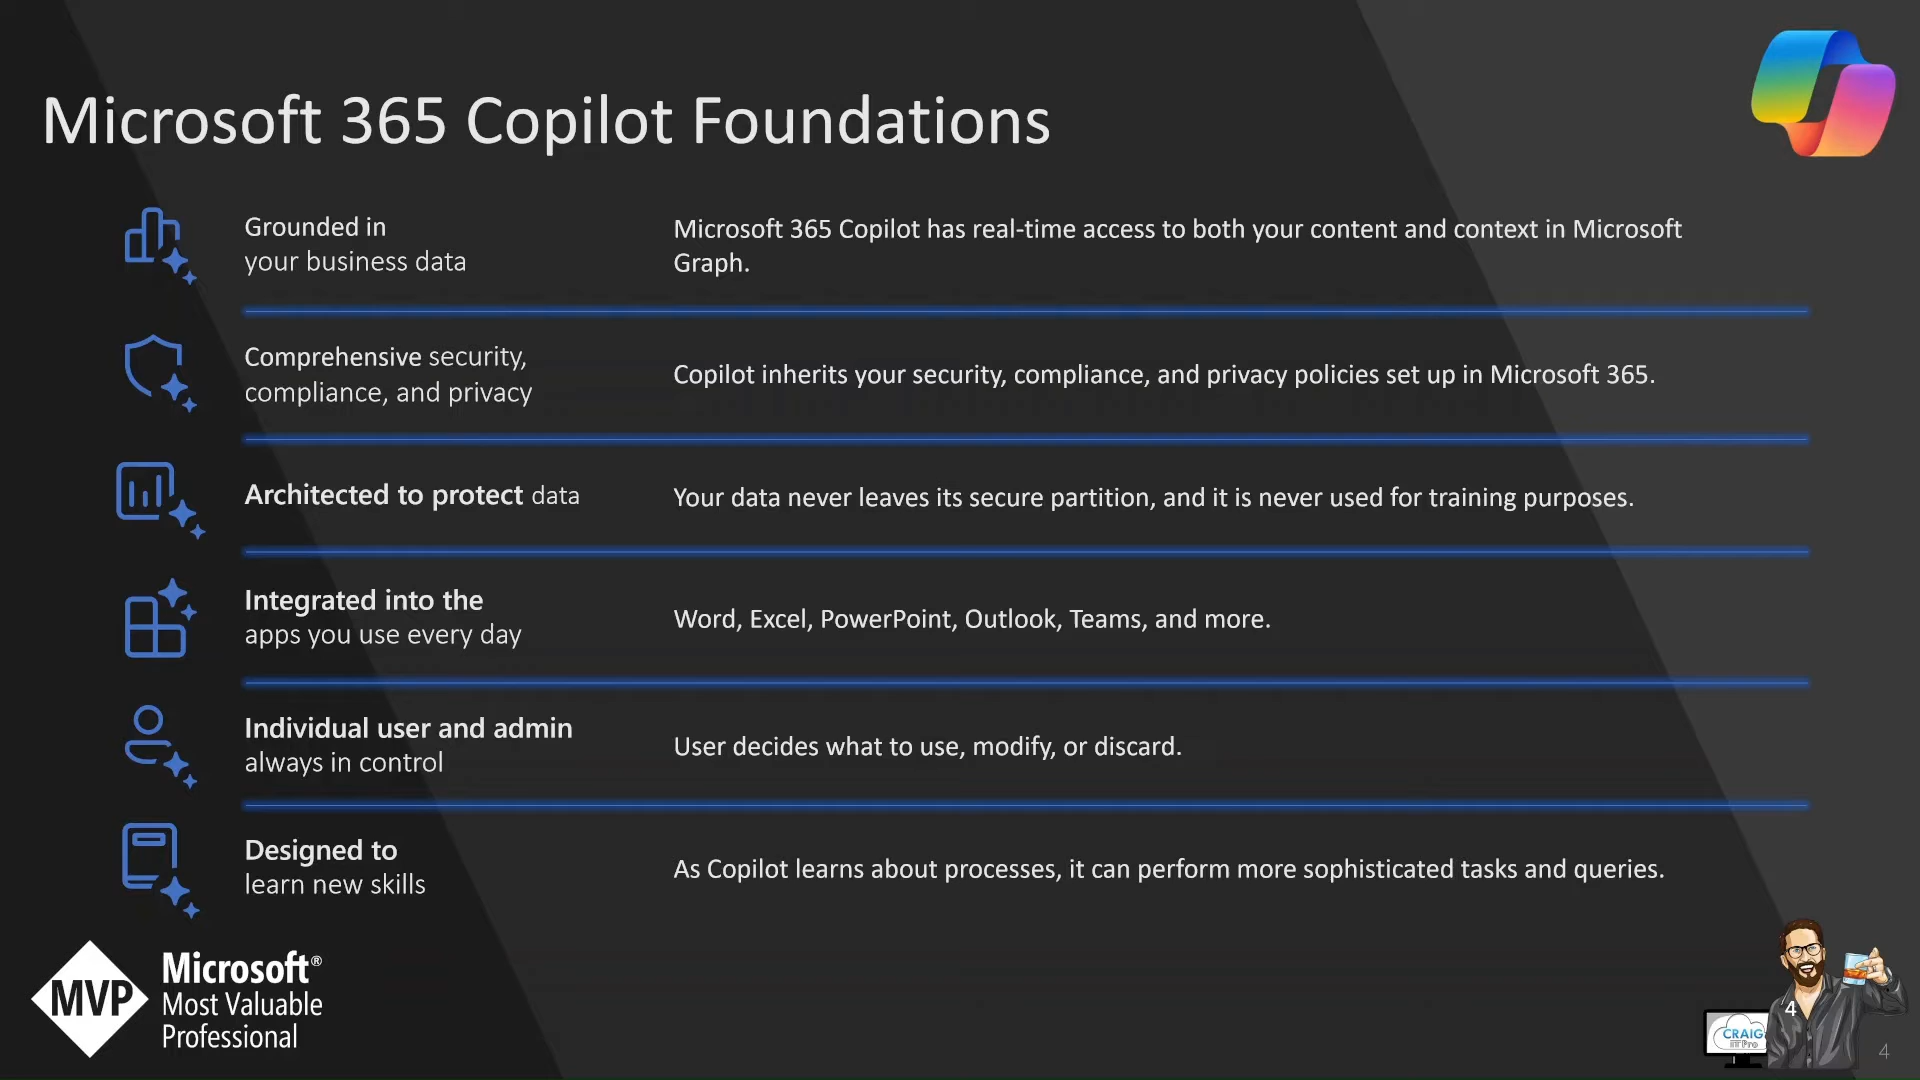 Microsoft 365 Copilot Foundations
Grounded in
your business data
Microsoft 365 Copilot has real-time access to both your content and context in Microsoft
Graph.
Comprehensive security,
compliance, and privacy
Copilot inherits your security, compliance, and privacy policies set up in Microsoft 365.
Architected to protect data
Your data never leaves its secure partition, and it is never used for training purposes.
Integrated into the
apps you use every day
Word, Excel, PowerPoint, Outlook, Teams, and more.
Individual user and admin
always in control
User decides what to use, modify, or discard.
Designed to
learn new skills
As Copilot learns about processes, it can perform more sophisticated tasks and queries.
MVP
Microsoft®
Most Valuable
Professional
4
CRAIG
IT Pro
4